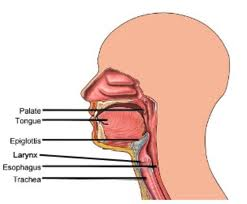 Palate
Tongue
Epiglottis
Larynx
Esophagus
Trachea